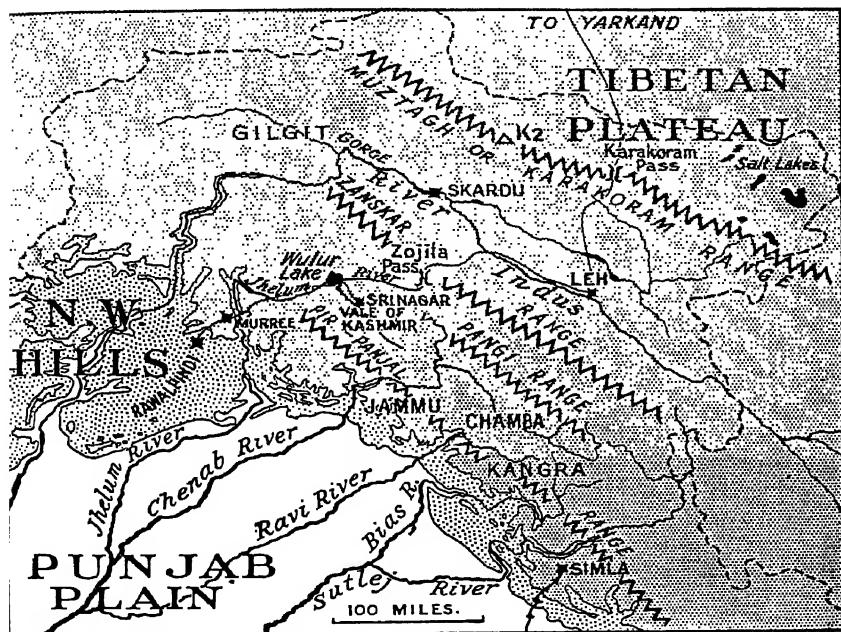 TO YARKAND
TIBETAN
PLATEAU
MUZTAGH OR KARAKORAM RANGE
K2
Karakoram
Pass
Salt Lakes
GILGIT
GORGE
River
SKARDU
ZANSKAR
Zojila
Pass
Wulur
Lake
Jhelum River
SRINAGAR
VALE OF
KASHMIR
Indus
LEH
RANGE
N.W.
HILLS
MURREE
RAWALPINDI
PIR PANJAL
PANGI RANGE
JAMMU
CHAMBA
KANGRA
RANGE
SIMLA
Jhelum River
Chenab River
Ravi River
Bias R.
Sutlej River
PUNJAB
PLAIN
100 MILES.